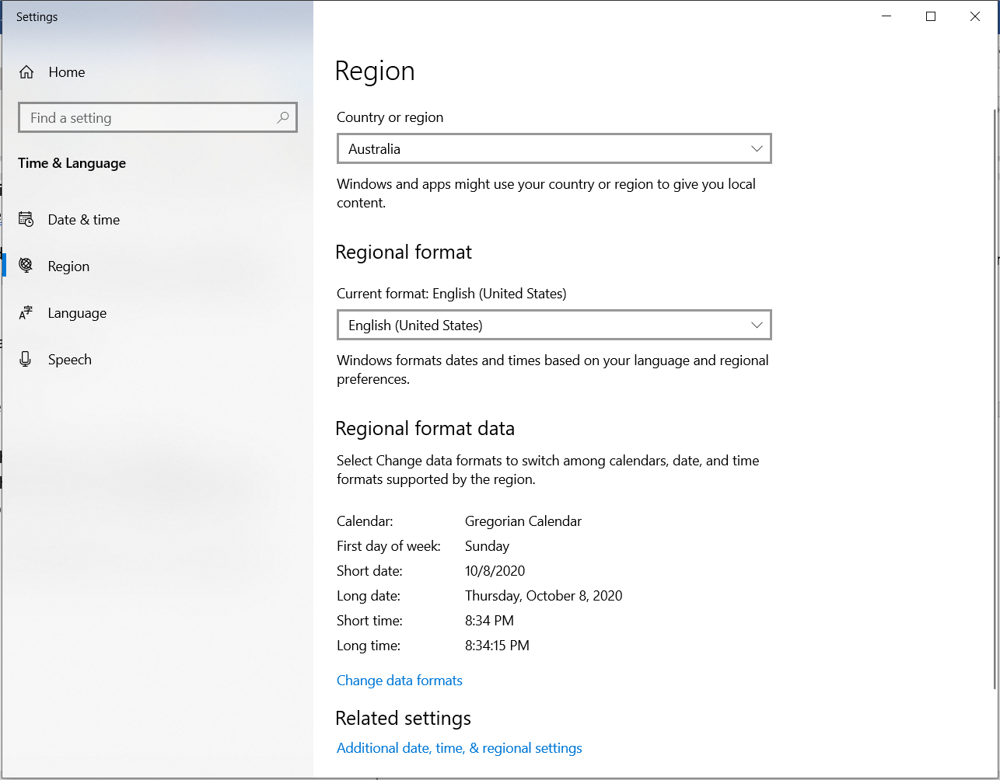 Settings
Home
Find a setting
Time & Language
Date & time
Region
Language
Speech
Region
Country or region
Australia
Windows and apps might use your country or region to give you local
content.
Regional format
Current format: English (United States)
English (United States)
Windows formats dates and times based on your language and regional
preferences.
Regional format data
Select Change data formats to switch among calendars, date, and time
formats supported by the region.
Calendar: Gregorian Calendar
First day of week: Sunday
Short date: 10/8/2020
Long date: Thursday, October 8, 2020
Short time: 8:34 PM
Long time: 8:34:15 PM
Change data formats
Related settings
Additional date, time, & regional settings